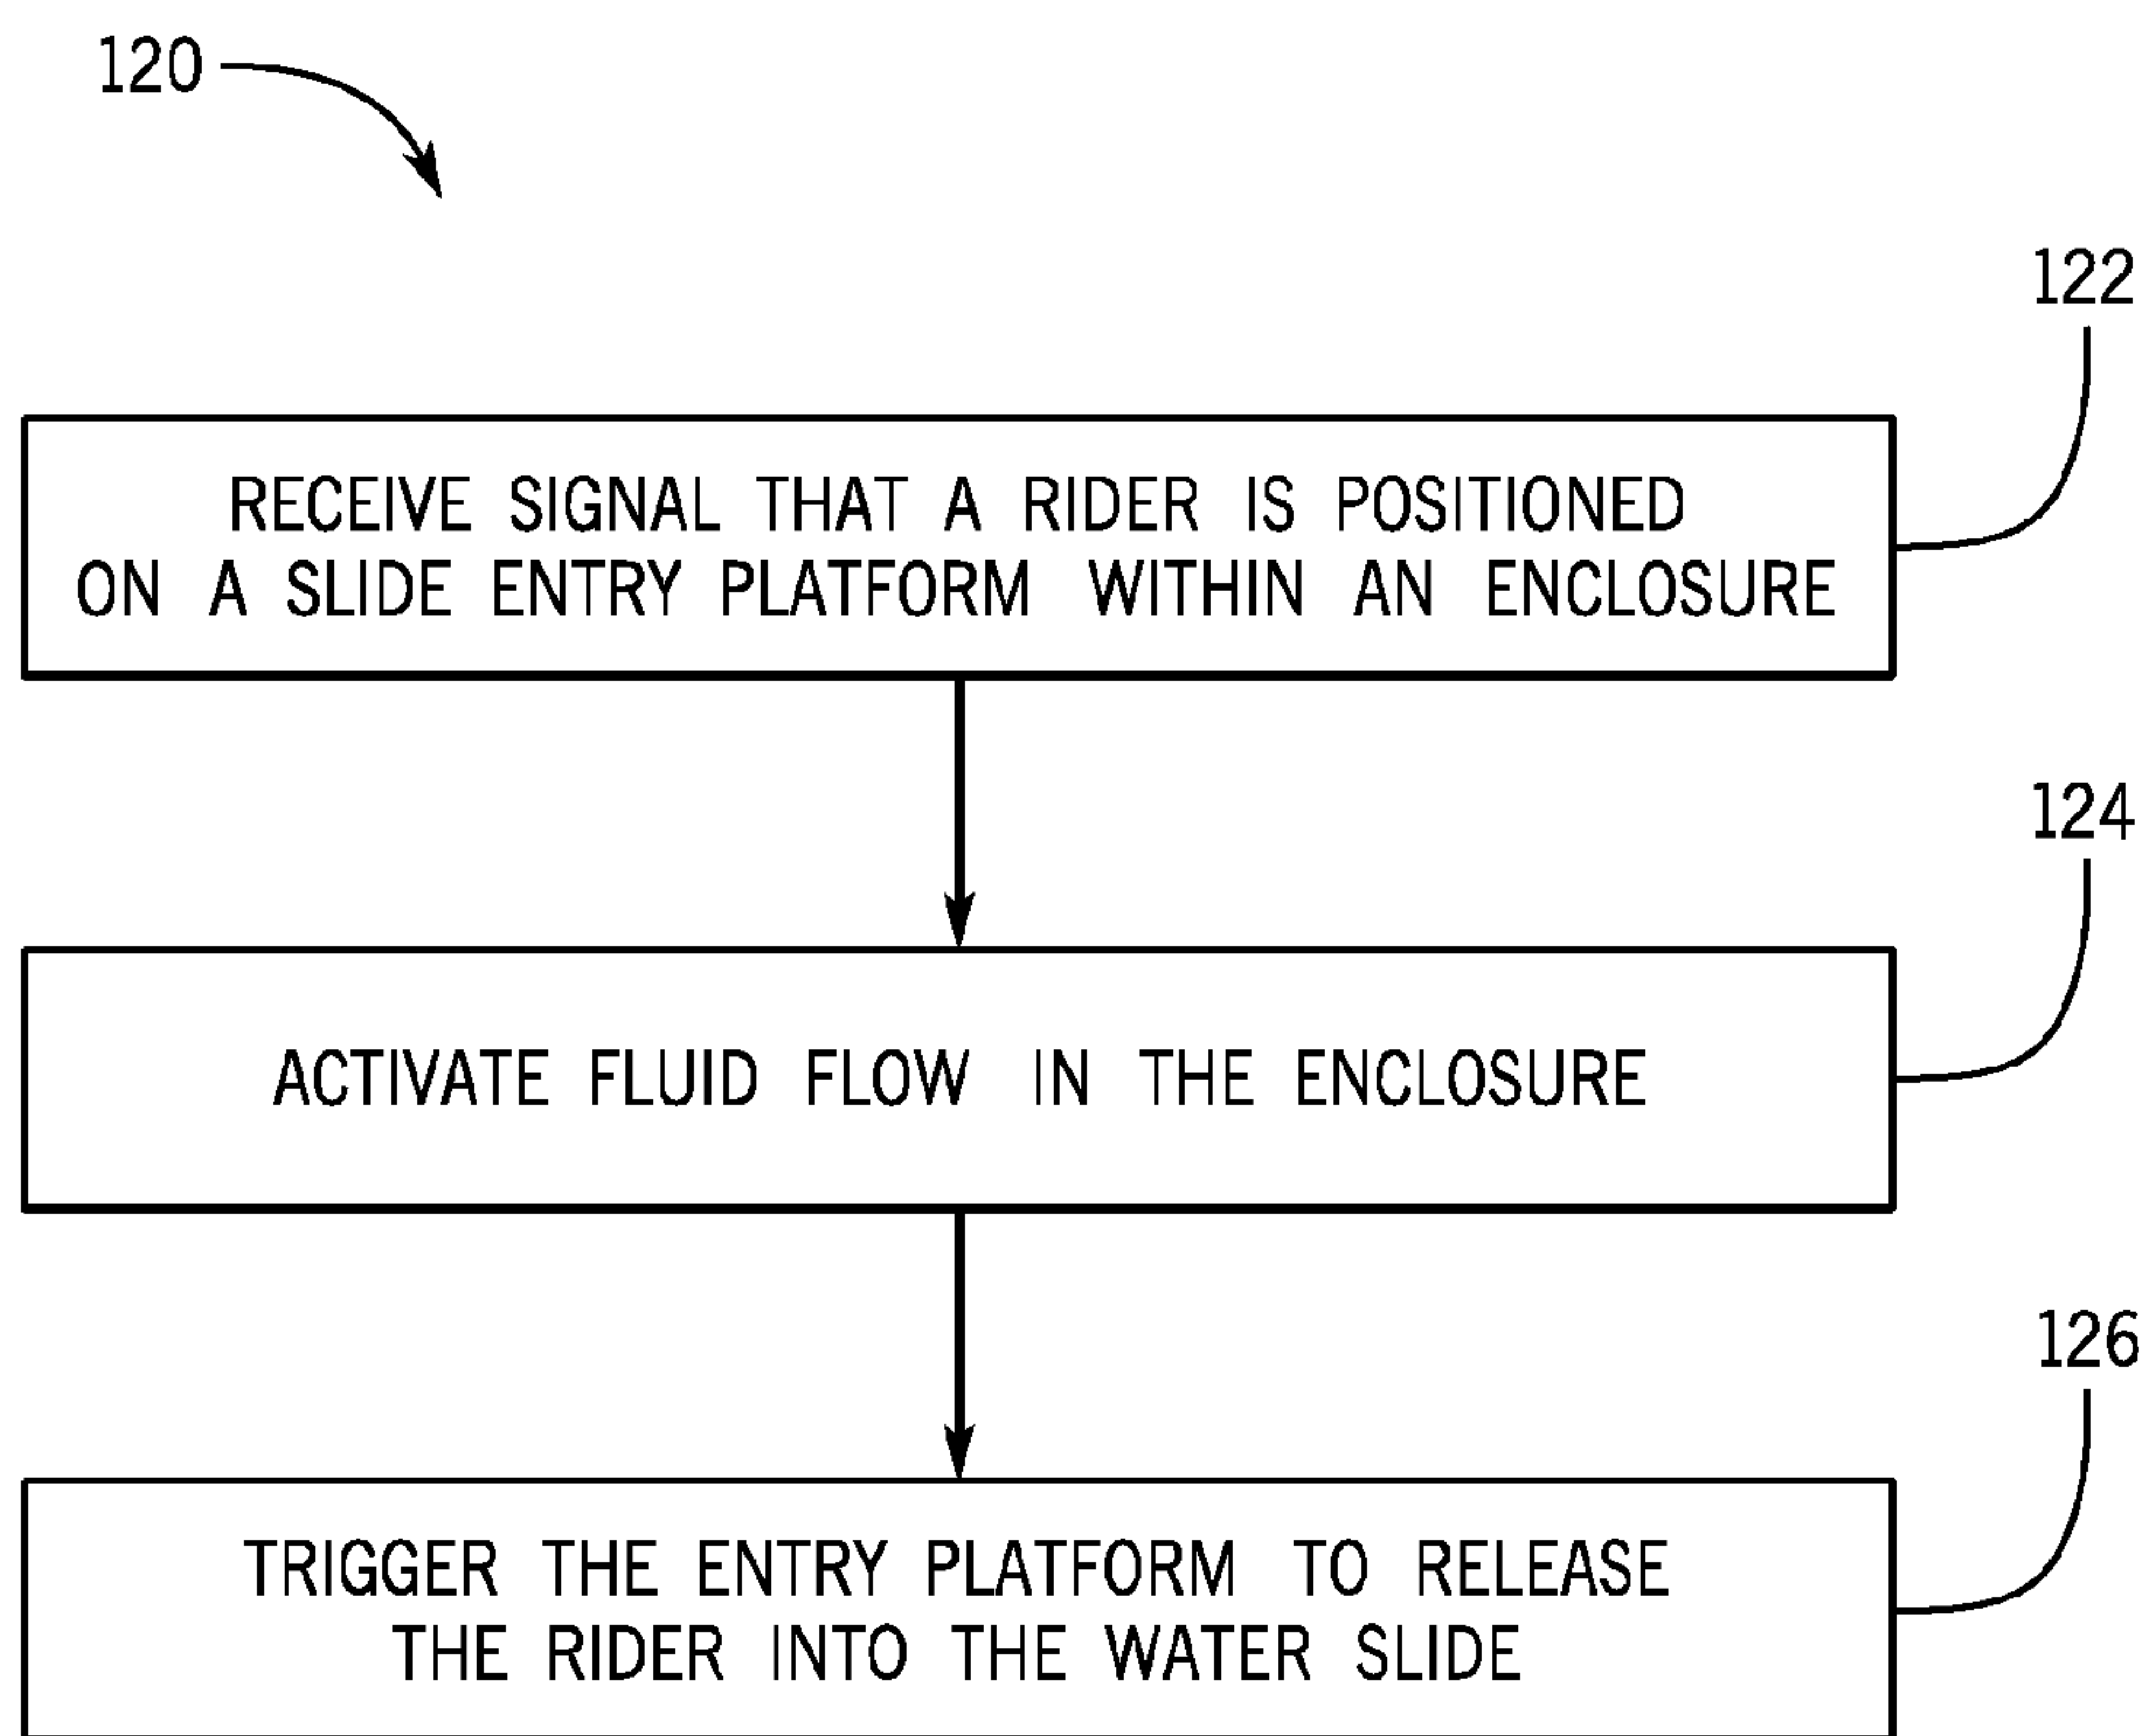 120
122
RECEIVE SIGNAL THAT A RIDER IS POSITIONED
ON A SLIDE ENTRY PLATFORM WITHIN AN ENCLOSURE
124
ACTIVATE FLUID FLOW IN THE ENCLOSURE
126
TRIGGER THE ENTRY PLATFORM TO RELEASE
THE RIDER INTO THE WATER SLIDE